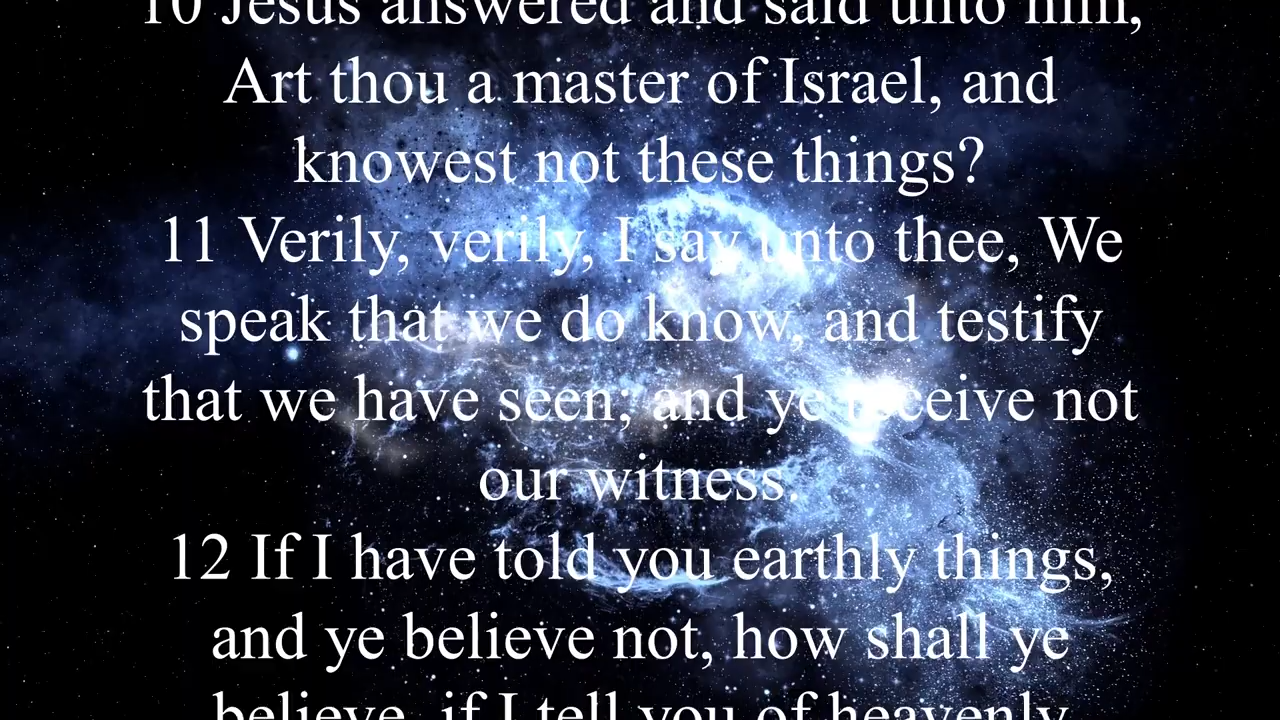 10 Jesus answered and said unto him,
Art thou a master of Israel, and
knowest not these things?
11 Verily, verily, I say unto thee, We
speak that we do know, and testify
that we have seen; and ye receive not
our witness.
12 If I have told you earthly things,
and ye believe not, how shall ye
believe, if I tell you of heavenly